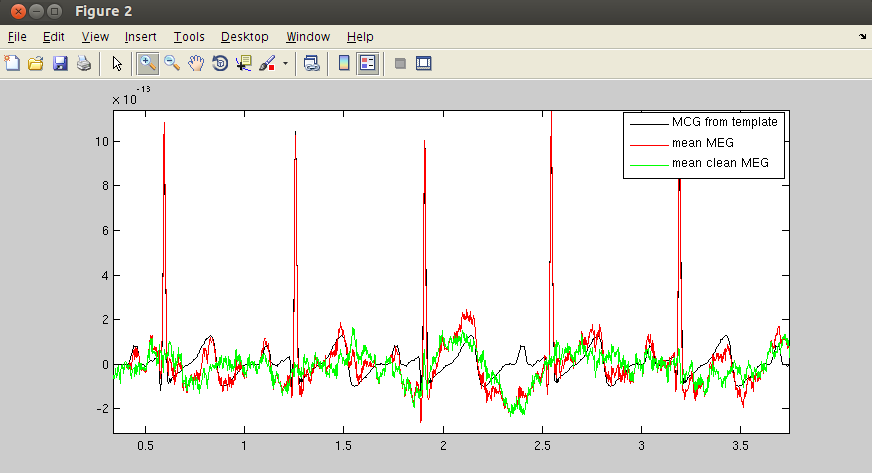 Figure 2
File Edit View Insert Tools Desktop Window Help
x 10
-13
10
8
6
4
2
0
-2
0.5 1 1.5 2 2.5 3 3.5
MCG from template
mean MEG
mean clean MEG